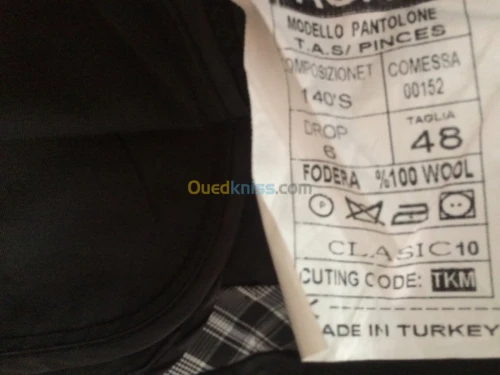 MODELLO PANTOLONE
T.A.S/ PINCES
COMPOSIZIONET
140'S
COMESSA
00152
DROP
6
TAGLIA
48
FODERA %100 WOOL
CLASIC10
CUTING CODE: TKM
MADE IN TURKEY
Ouedkniss.com